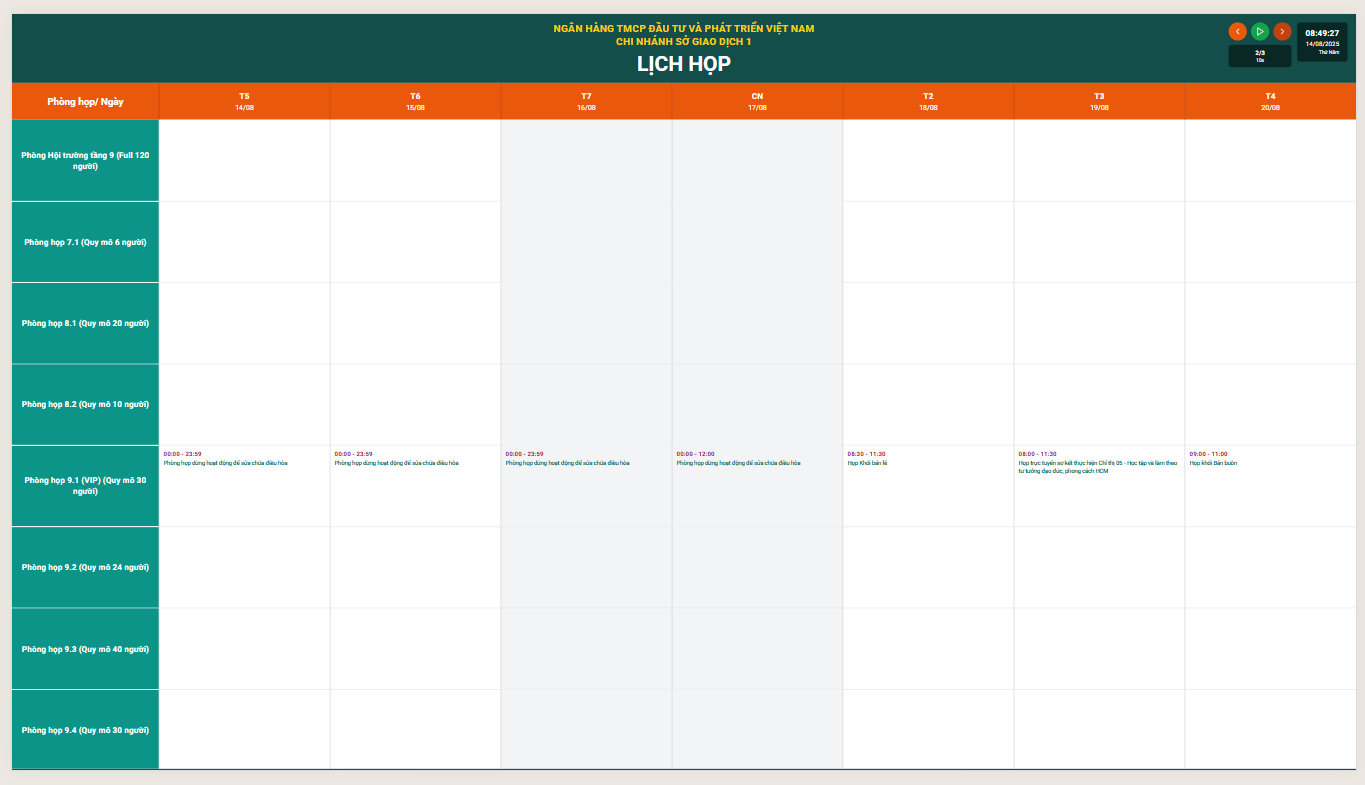 NGÂN HÀNG TMCP ĐẦU TƯ VÀ PHÁT TRIỂN VIỆT NAM
CHI NHÁNH SỞ GIAO DỊCH 1
LỊCH HỌP
2/3
10s
08:49:27
14/08/2025
Thứ Năm
Phòng họp/ Ngày
T5
14/08
T6
15/08
T7
16/08
CN
17/08
T2
18/08
T3
19/08
T4
20/08
Phòng Hội trường tầng 9 (Full 120
người)
Phòng họp 7.1 (Quy mô 6 người)
Phòng họp 8.1 (Quy mô 20 người)
Phòng họp 8.2 (Quy mô 10 người)
Phòng họp 9.1 (VIP) (Quy mô 30
người)
00:00 - 23:59
Phòng họp dừng hoạt động để sửa chữa điều hòa
00:00 - 23:59
Phòng họp dừng hoạt động để sửa chữa điều hòa
00:00 - 23:59
Phòng họp dừng hoạt động để sửa chữa điều hòa
00:00 - 12:00
Phòng họp dừng hoạt động để sửa chữa điều hòa
08:30 - 11:30
Họp Khối bán lẻ
08:00 - 11:30
Họp trực tuyến sơ kết thực hiện Chỉ thị 05 - Học tập và làm theo
tư tưởng đạo đức, phong cách HCM
09:00 - 11:00
Họp khối Bán buôn
Phòng họp 9.2 (Quy mô 24 người)
Phòng họp 9.3 (Quy mô 40 người)
Phòng họp 9.4 (Quy mô 30 người)